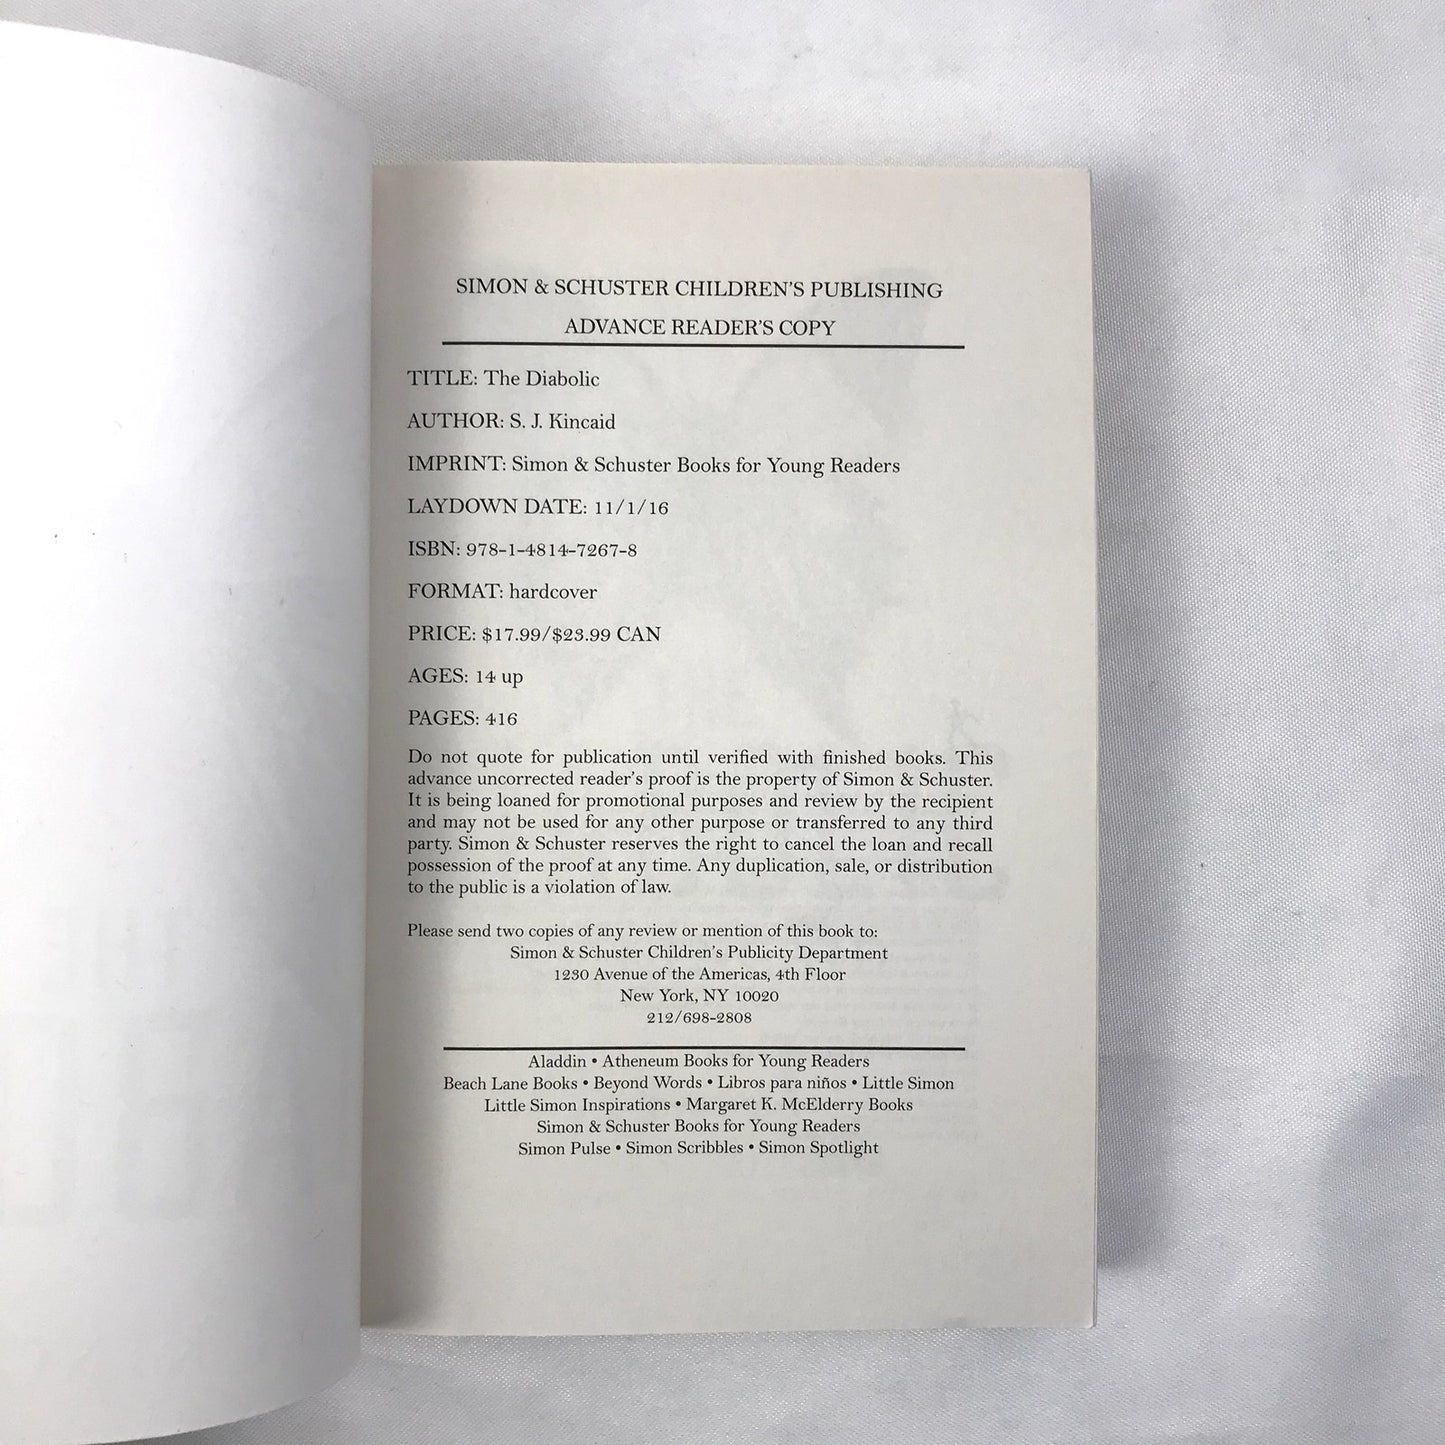 SIMON & SCHUSTER CHILDREN'S PUBLISHING
ADVANCE READER'S COPY
TITLE: The Diabolic
AUTHOR: S. J. Kincaid
IMPRINT: Simon & Schuster Books for Young Readers
LAYDOWN DATE: 11/1/16
ISBN: 978-1-4814-7267-8
FORMAT: hardcover
PRICE: $17.99/$23.99 CAN
AGES: 14 up
PAGES: 416
Do not quote for publication until verified with finished books. This
advance uncorrected reader's proof is the property of Simon & Schuster.
It is being loaned for promotional purposes and review by the recipient
and may not be used for any other purpose or transferred to any third
party. Simon & Schuster reserves the right to cancel the loan and recall
possession of the proof at any time. Any duplication, sale, or distribution
to the public is a violation of law.
Please send two copies of any review or mention of this book to:
Simon & Schuster Children's Publicity Department
1230 Avenue of the Americas, 4th Floor
New York, NY 10020
212/698-2808
Aladdin • Atheneum Books for Young Readers
Beach Lane Books • Beyond Words • Libros para niños • Little Simon
Little Simon Inspirations • Margaret K. McElderry Books
Simon & Schuster Books for Young Readers
Simon Pulse • Simon Scribbles • Simon Spotlight